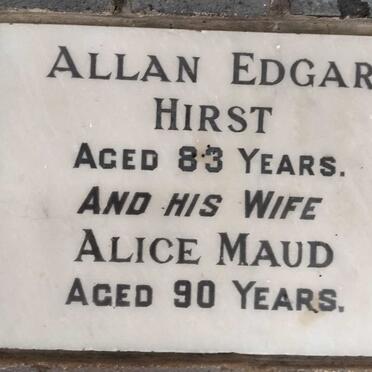 ALLAN EDGAR
HIRST
AGED 83 YEARS.
AND HIS WIFE
ALICE MAUD
AGED 90 YEARS.